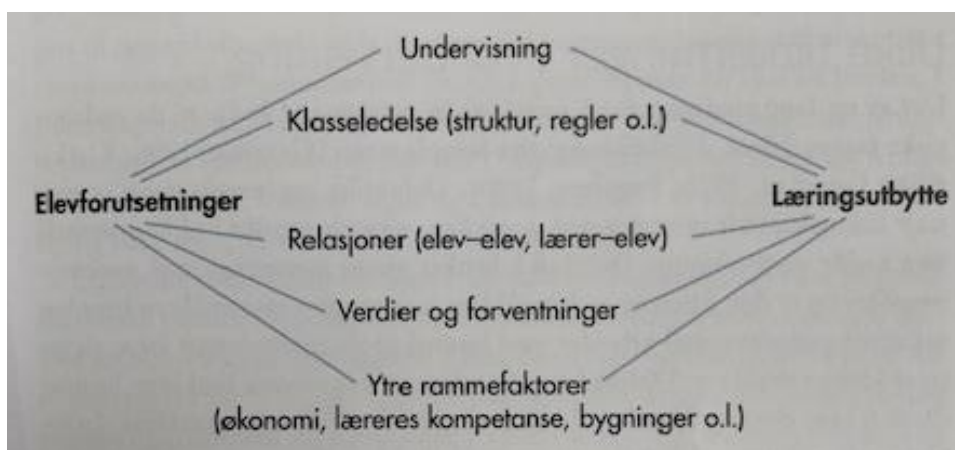 Undervisning
Klasseledelse (struktur, regler o.l.)
Elevforutsetninger
Læringsutbytte
Relasjoner (elev–elev, lærer–elev)
Verdier og forventninger
Ytre rammefaktorer
(økonomi, læreres kompetanse, bygninger o.l.)